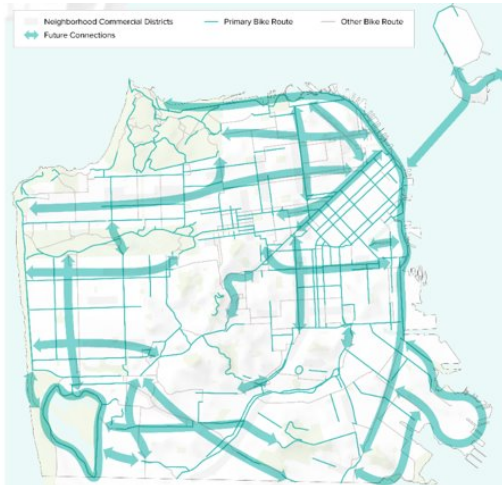 Neighborhood Commercial Districts
Primary Bike Route
Other Bike Route
Future Connections